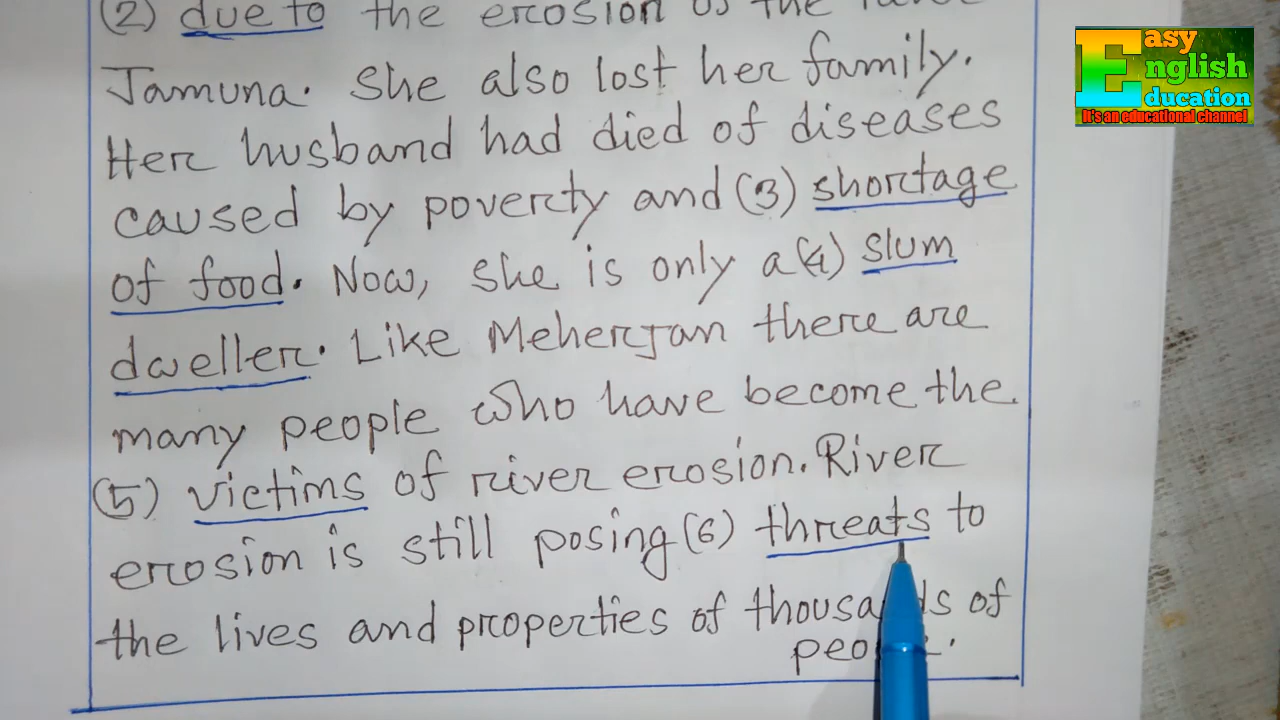 (2) due to the erosion of the
Jamuna. She also lost her family.
Her husband had died of diseases
caused by poverty and (3) shortage
of food. Now, she is only a (4) slum
dweller. Like Meherjan there are
many people who have become the.
(5) victims of river erosion. River
erosion is still posing (6) threats to
the lives and properties of thousands of
people.
Easy
English
Education
It's an educational channel